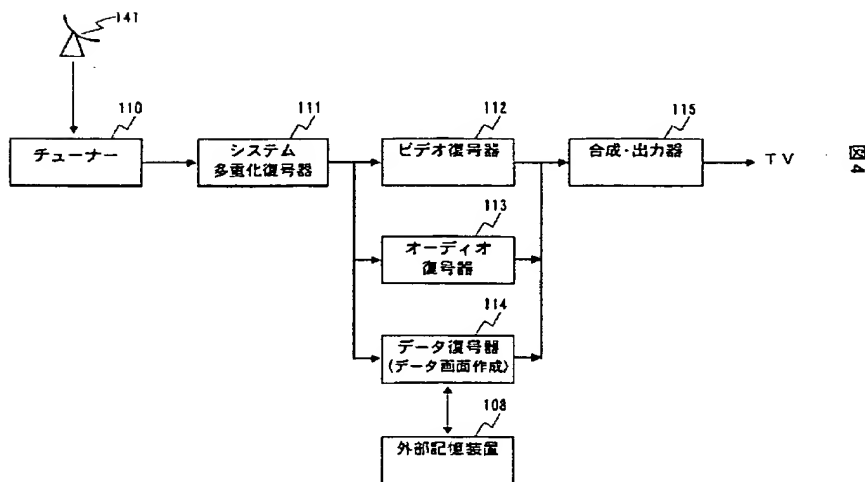 141
110
チューナー
111
システム
多重化復号器
112
ビデオ復号器
115
合成・出力器
TV
図4
113
オーディオ
復号器
114
データ復号器
(データ画面作成)
108
外部記憶装置